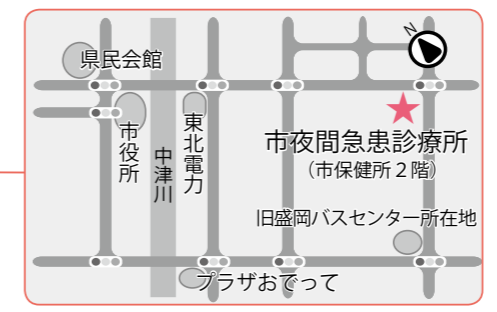 N
県民会館
市役所
中津川
東北電力
市夜間急患診療所
（市保健所２階）
旧盛岡バスセンター所在地
プラザおでって